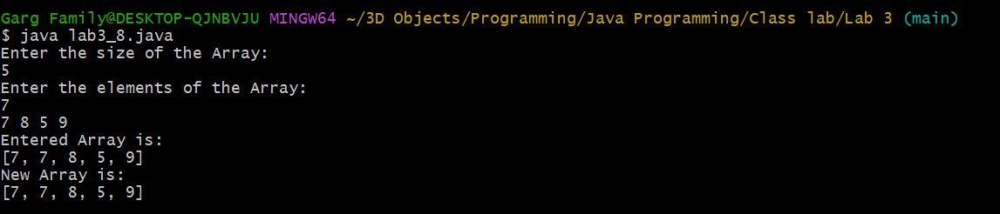 Garg Family@DESKTOP-QJNBVJU MINGW64 ~/3D Objects/Programming/Java Programming/Class lab/Lab 3 (main)
$ java lab3_8.java
Enter the size of the Array:
5
Enter the elements of the Array:
7
7 8 5 9
Entered Array is:
[7, 7, 8, 5, 9]
New Array is:
[7, 7, 8, 5, 9]